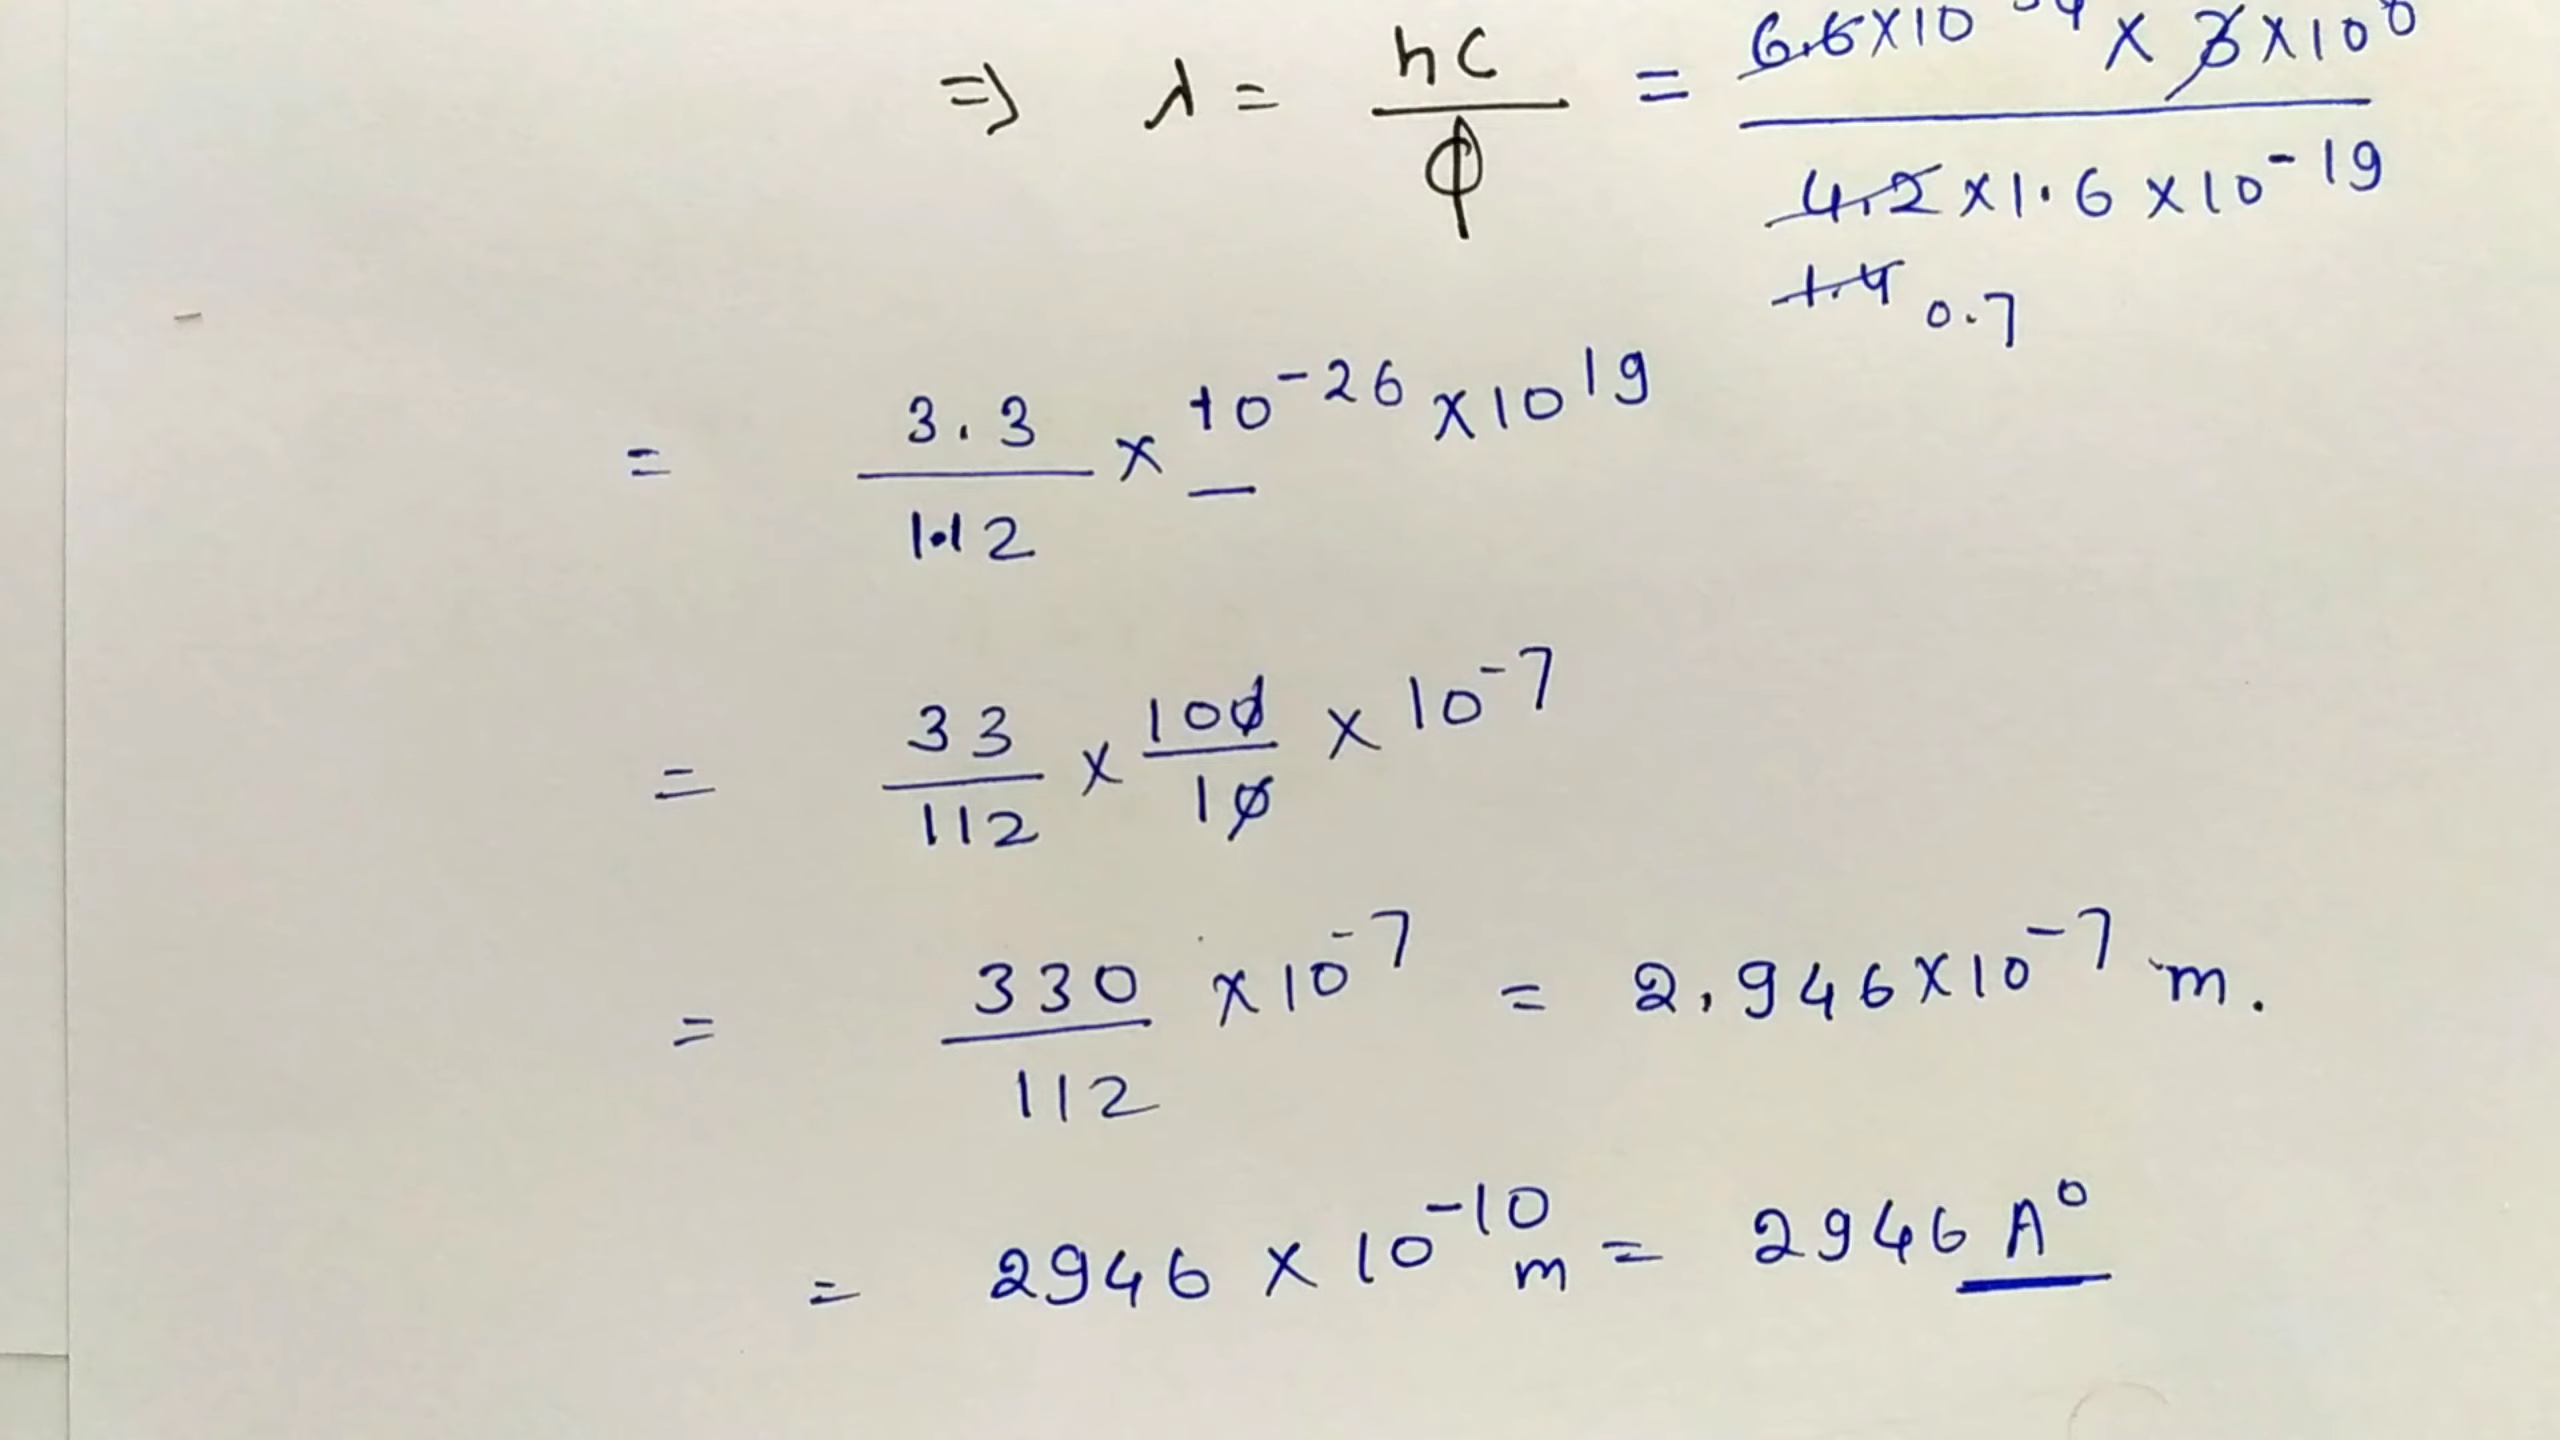 ⇒ λ = hc/ϕ = 6.6×10⁻³⁴ × 3×10⁸ / 4.2×1.6×10⁻¹⁹
1.4 0.7
= 3.3/1.12 × 10⁻²⁶ ×10¹⁹
= 33/112 × 100/10 × 10⁻⁷
= 330/112 ×10⁻⁷ = 2.946×10⁻⁷ m.
= 2946 × 10⁻¹⁰ m = 2946 A⁰